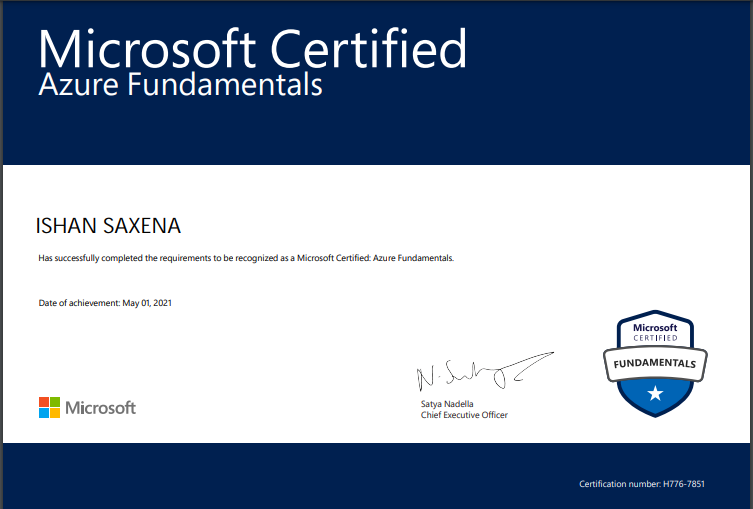 Microsoft Certified
Azure Fundamentals
ISHAN SAXENA
Has successfully completed the requirements to be recognized as a Microsoft Certified: Azure Fundamentals.
Date of achievement: May 01, 2021
Microsoft
CERTIFIED
FUNDAMENTALS
N. Satya
Satya Nadella
Chief Executive Officer
Microsoft
Certification number: H776-7851